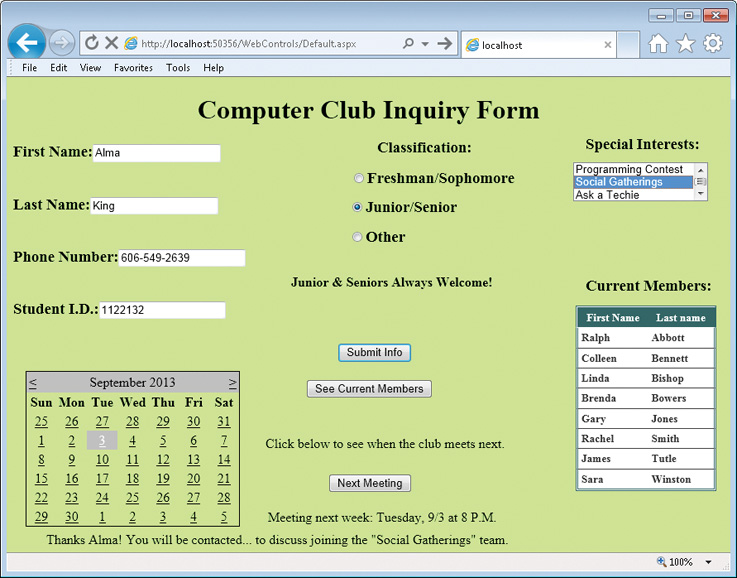 http://localhost:50356/WebControls/Default.aspx
localhost
File Edit View Favorites Tools Help
Computer Club Inquiry Form
First Name: Alma
Last Name: King
Phone Number: 606-549-2639
Student I.D.: 1122132
Classification:
Freshman/Sophomore
Junior/Senior
Other
Junior & Seniors Always Welcome!
Special Interests:
Programming Contest
Social Gatherings
Ask a Techie
Current Members:
First Name Last name
Ralph Abbott
Colleen Bennett
Linda Bishop
Brenda Bowers
Gary Jones
Rachel Smith
James Tutle
Sara Winston
Submit Info
See Current Members
Click below to see when the club meets next.
Next Meeting
Meeting next week: Tuesday, 9/3 at 8 P.M.
< September 2013 >
Sun Mon Tue Wed Thu Fri Sat
25 26 27 28 29 30 31
1 2 3 4 5 6 7
8 9 10 11 12 13 14
15 16 17 18 19 20 21
22 23 24 25 26 27 28
29 30 1 2 3 4 5
Thanks Alma! You will be contacted... to discuss joining the "Social Gatherings" team.
100%